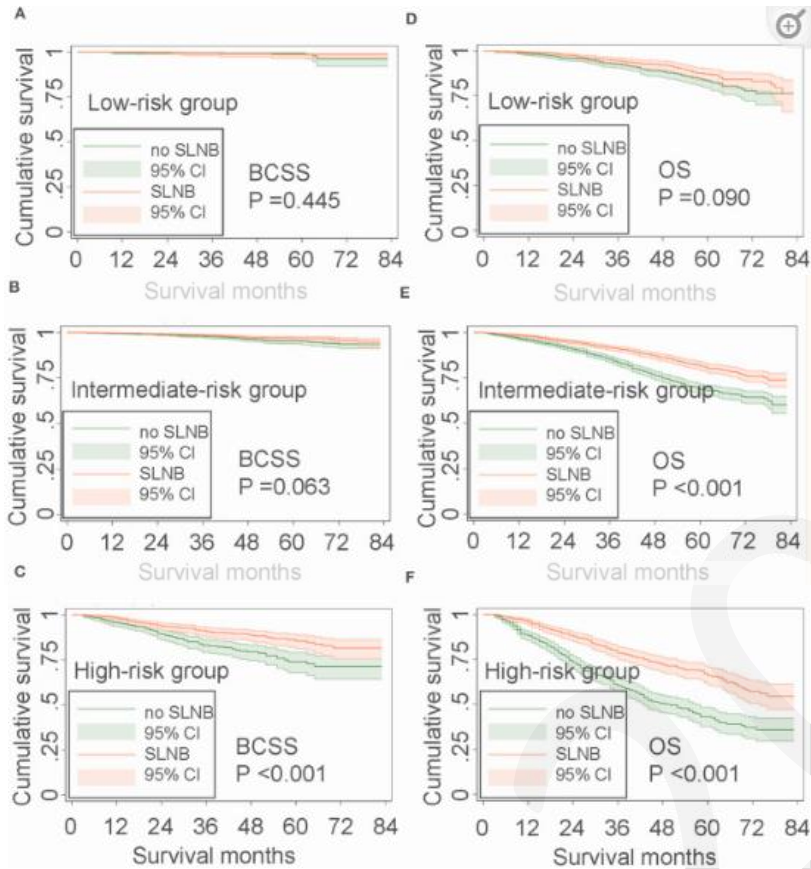 A
Cumulative survival
1
.75
.5
.25
0
Low-risk group
no SLNB
95% CI
SLNB
95% CI
BCSS
P =0.445
0 12 24 36 48 60 72 84
Survival months
D
Cumulative survival
1
.75
.5
.25
0
Low-risk group
no SLNB
95% CI
SLNB
95% CI
OS
P =0.090
0 12 24 36 48 60 72 84
Survival months
B
Cumulative survival
1
.75
.5
.25
0
Intermediate-risk group
no SLNB
95% CI
SLNB
95% CI
BCSS
P =0.063
0 12 24 36 48 60 72 84
Survival months
E
Cumulative survival
1
.75
.5
.25
0
Intermediate-risk group
no SLNB
95% CI
SLNB
95% CI
OS
P <0.001
0 12 24 36 48 60 72 84
Survival months
C
Cumulative survival
1
.75
.5
.25
0
High-risk group
no SLNB
95% CI
SLNB
95% CI
BCSS
P <0.001
0 12 24 36 48 60 72 84
Survival months
F
Cumulative survival
1
.75
.5
.25
0
High-risk group
no SLNB
95% CI
SLNB
95% CI
OS
P <0.001
0 12 24 36 48 60 72 84
Survival months